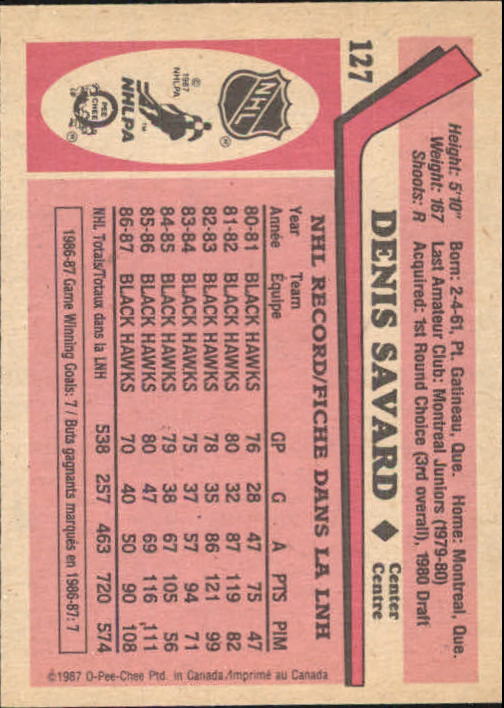 127
Height: 5'10" Born: 2-4-61, Pt. Gatineau, Que. Home: Montreal, Que.
Weight: 167 Last Amateur Club: Montreal Juniors (1979-80)
Shoots: R Acquired: 1st Round Choice (3rd overall), 1980 Draft
DENIS SAVARD ◆ Center
Centre
NHL
®
© 1987 NHLPA
NHLPA
TM
O PEE CHEE
®
NHL RECORD/FICHE DANS LA LNH
Year Team
Année Équipe GP G A PTS PIM
80-81 BLACK HAWKS 76 28 47 75 47
81-82 BLACK HAWKS 80 32 87 119 82
82-83 BLACK HAWKS 78 35 86 121 99
83-84 BLACK HAWKS 75 37 57 94 71
84-85 BLACK HAWKS 79 38 67 105 56
85-86 BLACK HAWKS 80 47 69 116 111
86-87 BLACK HAWKS 70 40 50 90 108
NHL Totals/Totaux dans la LNH 538 257 463 720 574
1986-87 Game Winning Goals: 7 / Buts gagnants marqués en 1986-87: 7
©1987 O-Pee-Chee Ptd. in Canada/Imprimé au Canada